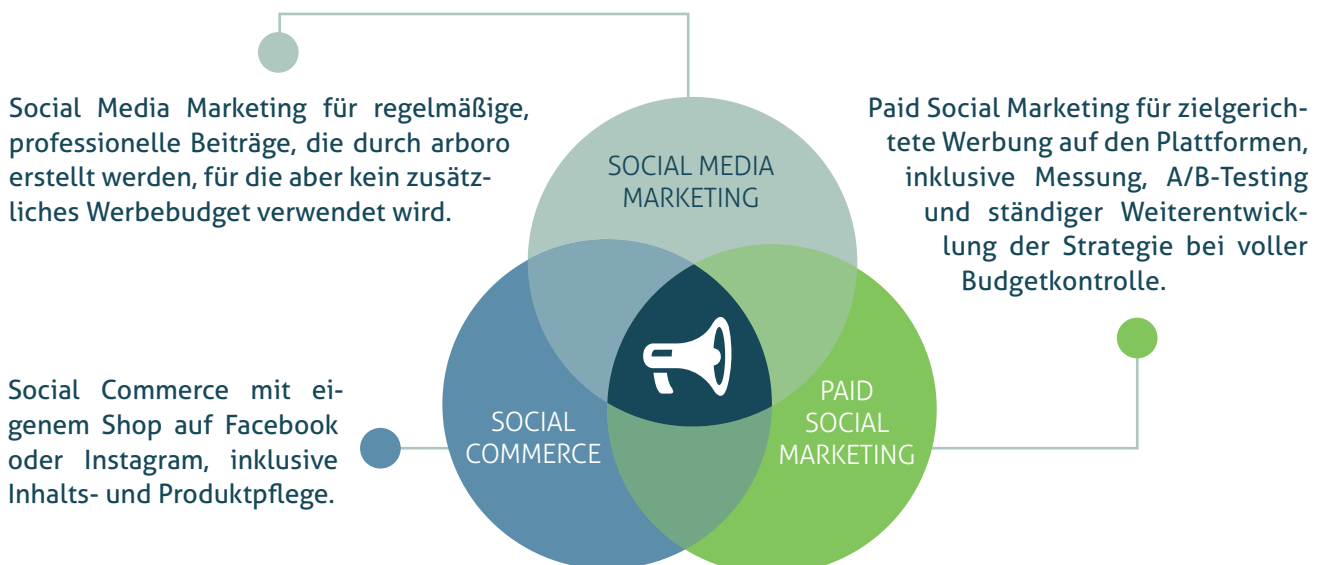 Social Media Marketing für regelmäßige,
professionelle Beiträge, die durch arboro
erstellt werden, für die aber kein zusätz-
liches Werbebudget verwendet wird.
SOCIAL MEDIA
MARKETING
Paid Social Marketing für zielgerich-
tete Werbung auf den Plattformen,
inklusive Messung, A/B-Testing
und ständiger Weiterentwick-
lung der Strategie bei voller
Budgetkontrolle.
Social Commerce mit ei-
genem Shop auf Facebook
oder Instagram, inklusive
Inhalts- und Produktpflege.
SOCIAL
COMMERCE
PAID
SOCIAL
MARKETING